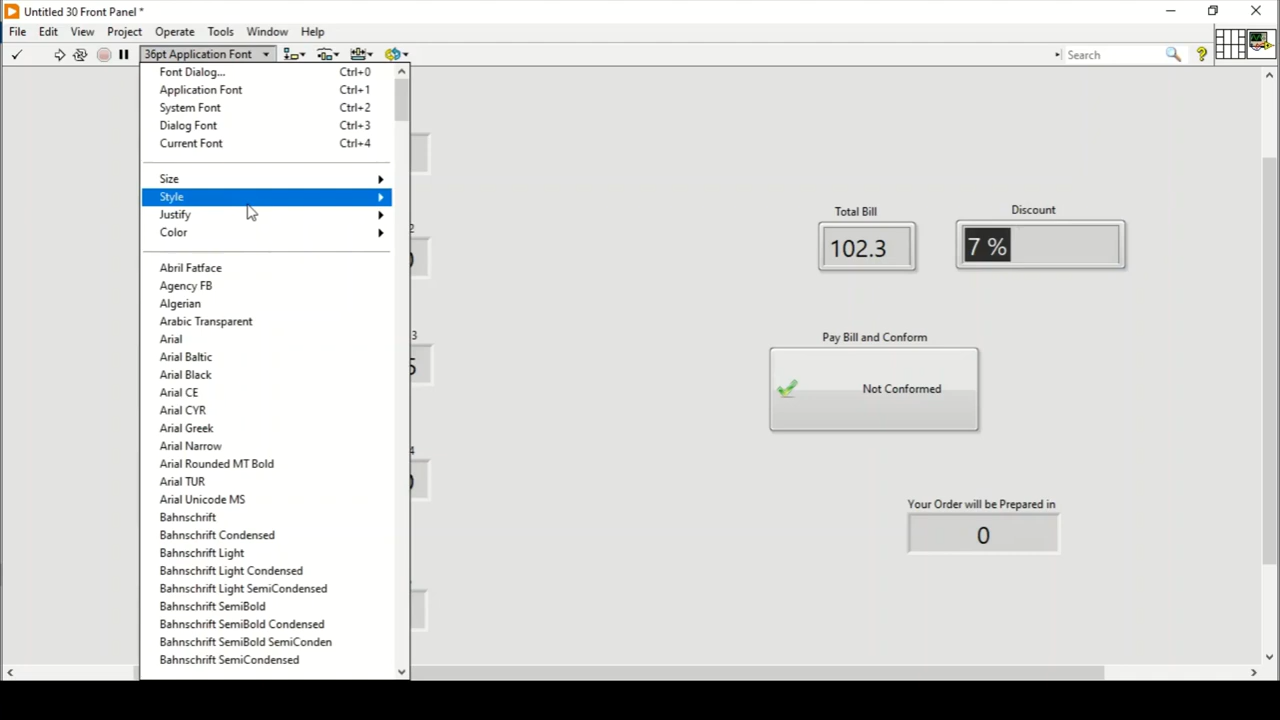 Untitled 30 Front Panel *
File Edit View Project Operate Tools Window Help
36pt Application Font
Search
?
Font Dialog... Ctrl+0
Application Font Ctrl+1
System Font Ctrl+2
Dialog Font Ctrl+3
Current Font Ctrl+4
Size
Style
Justify
Color
Abril Fatface
Agency FB
Algerian
Arabic Transparent
Arial
Arial Baltic
Arial Black
Arial CE
Arial CYR
Arial Greek
Arial Narrow
Arial Rounded MT Bold
Arial TUR
Arial Unicode MS
Bahnschrift
Bahnschrift Condensed
Bahnschrift Light
Bahnschrift Light Condensed
Bahnschrift Light SemiCondensed
Bahnschrift SemiBold
Bahnschrift SemiBold Condensed
Bahnschrift SemiBold SemiConden
Bahnschrift SemiCondensed
2
3
4
Total Bill
102.3
Discount
7 %
Pay Bill and Conform
Not Conformed
Your Order will be Prepared in
0